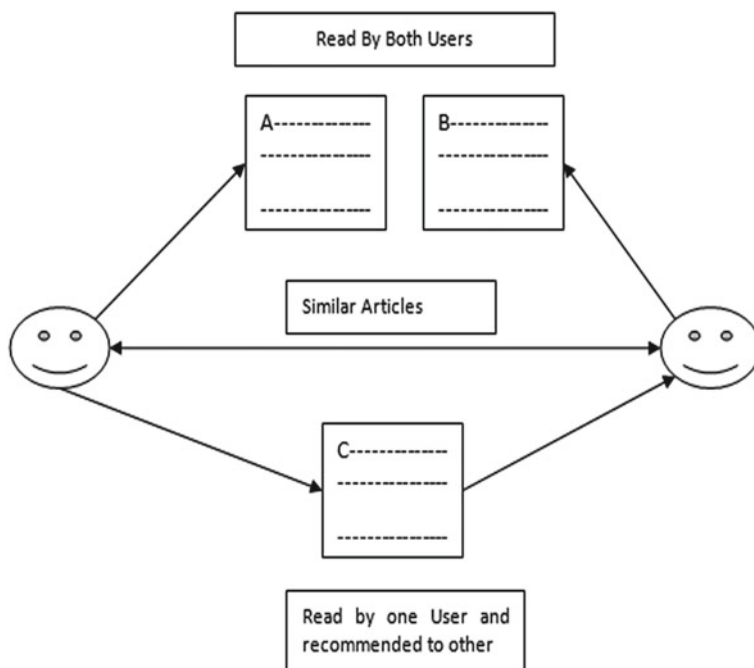 Read By Both Users
A-------------- B--------------
---------------- ----------------
---------------- ----------------
Similar Articles
C--------------
----------------
----------------
Read by one User and
recommended to other